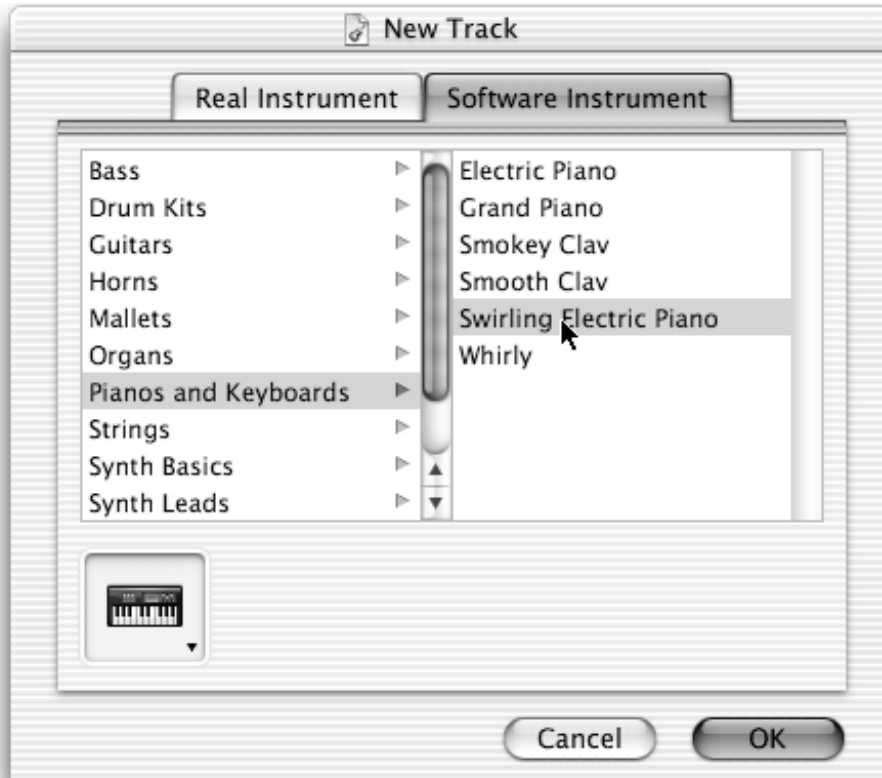 New Track
Real Instrument
Software Instrument
Bass
Drum Kits
Guitars
Horns
Mallets
Organs
Pianos and Keyboards
Strings
Synth Basics
Synth Leads
Electric Piano
Grand Piano
Smokey Clav
Smooth Clav
Swirling Electric Piano
Whirly
Cancel
OK